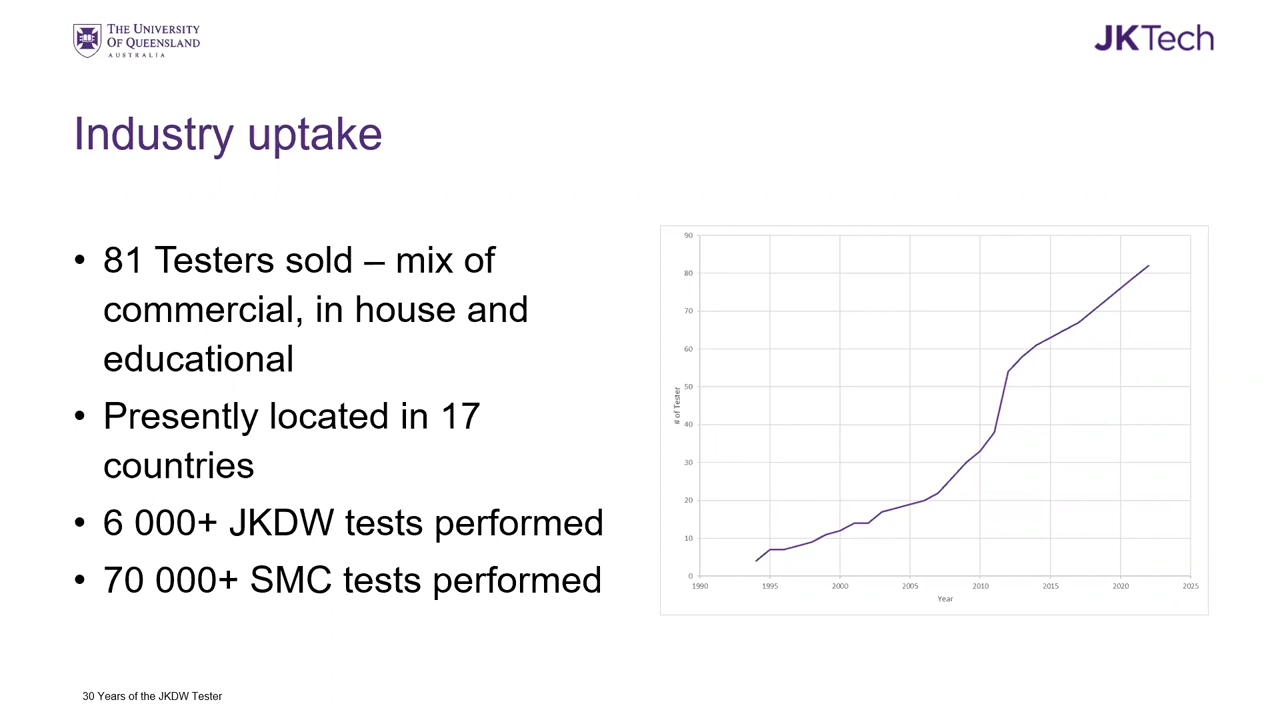 THE UNIVERSITY
OF QUEENSLAND
AUSTRALIA
JKTech
Industry uptake
• 81 Testers sold – mix of
commercial, in house and
educational
• Presently located in 17
countries
• 6 000+ JKDW tests performed
• 70 000+ SMC tests performed
90
80
70
60
50
40
30
20
10
0
# of Tester
1990 1995 2000 2005 2010 2015 2020 2025
Year
30 Years of the JKDW Tester